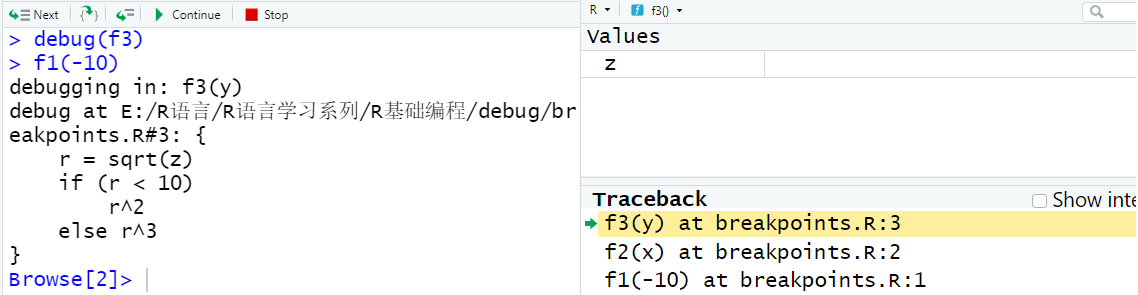 Next Continue Stop
> debug(f3)
> f1(-10)
debugging in: f3(y)
debug at E:/R语言/R语言学习系列/R基础编程/debug/br
eakpoints.R#3: {
    r = sqrt(z)
    if (r < 10)
        r^2
    else r^3
}
Browse[2]>
R f3()
Values
z
Traceback
Show inte
f3(y) at breakpoints.R:3
f2(x) at breakpoints.R:2
f1(-10) at breakpoints.R:1